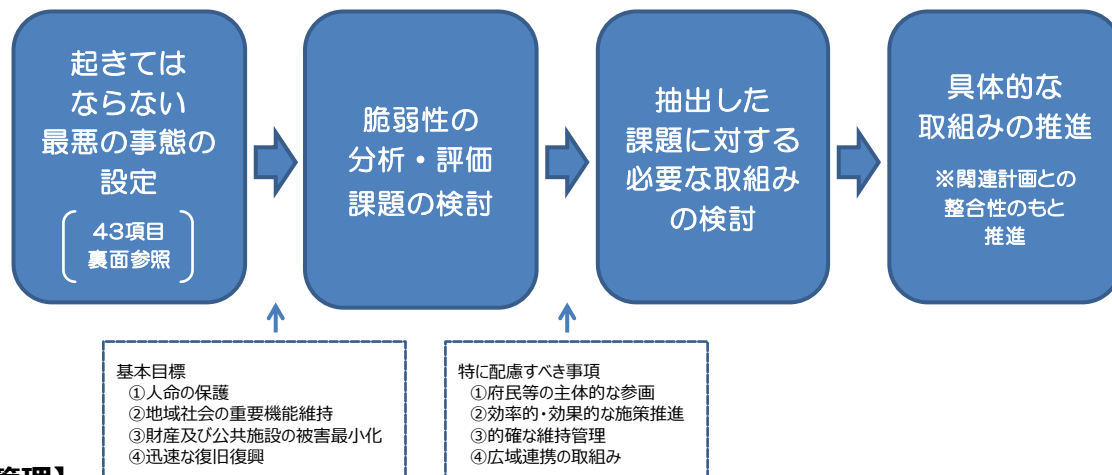 起きては
ならない
最悪の事態の
設定
43項目
裏面参照
脆弱性の
分析・評価
課題の検討
抽出した
課題に対する
必要な取組み
の検討
具体的な
取組みの推進
※関連計画との
整合性のもと
推進
基本目標
①人命の保護
②地域社会の重要機能維持
③財産及び公共施設の被害最小化
④迅速な復旧復興
特に配慮すべき事項
①府民等の主体的な参画
②効率的・効果的な施策推進
③的確な維持管理
④広域連携の取組み
管理】